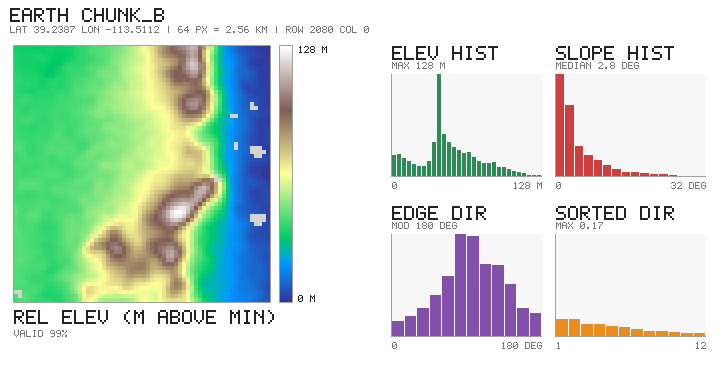 EARTH CHUNK_B
LAT 39.2387 LON -113.5112 | 64 PX = 2.56 KM | ROW 2080 COL 0
128 M
0 M
REL ELEV (M ABOVE MIN)
VALID 99%
ELEV HIST
MAX 128 M
0 128 M
SLOPE HIST
MEDIAN 2.8 DEG
0 32 DEG
EDGE DIR
MOD 180 DEG
0 180 DEG
SORTED DIR
MAX 0.17
1 12